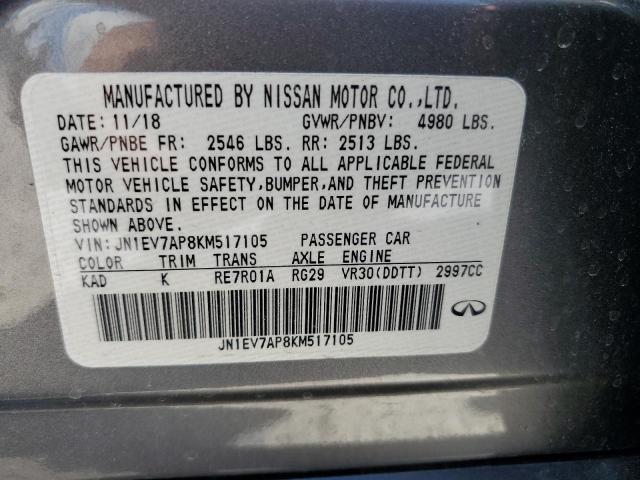 MANUFACTURED BY NISSAN MOTOR CO.,LTD.
DATE: 11/18 GVWR/PNBV: 4980 LBS.
GAWR/PNBE FR: 2546 LBS. RR: 2513 LBS.
THIS VEHICLE CONFORMS TO ALL APPLICABLE FEDERAL
MOTOR VEHICLE SAFETY,BUMPER,AND THEFT PREVENTION
STANDARDS IN EFFECT ON THE DATE OF MANUFACTURE
SHOWN ABOVE.
VIN:JN1EV7AP8KM517105 PASSENGER CAR
COLOR TRIM TRANS AXLE ENGINE
KAD K RE7R01A RG29 VR30(DDTT) 2997CC
JN1EV7AP8KM517105